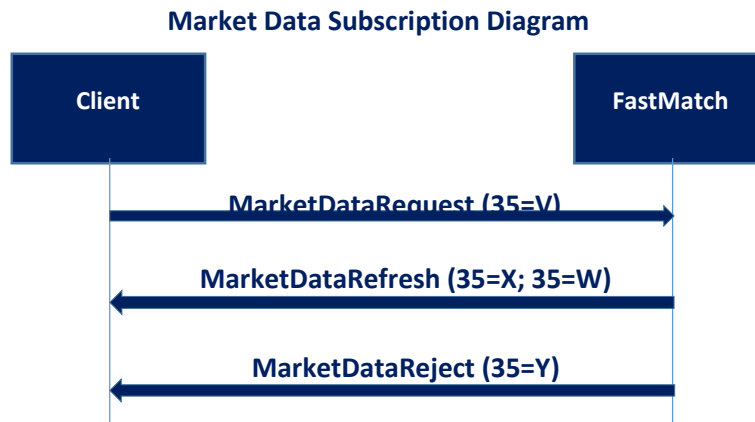 Market Data Subscription Diagram
Client
FastMatch
MarketDataRequest (35=V)
MarketDataRefresh (35=X; 35=W)
MarketDataReject (35=Y)